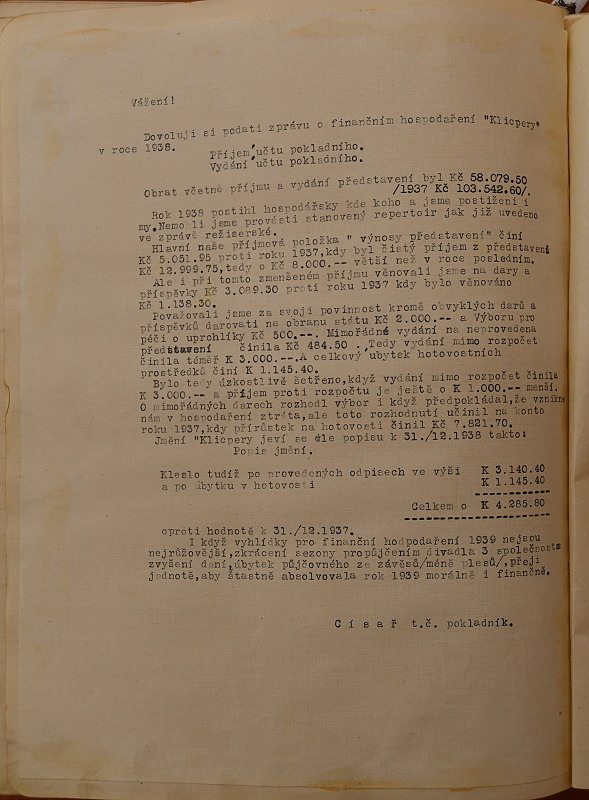 Vážení!
Dovoluji si podati zprávu o finančním hospodaření "Klicpery"
v roce 1938.
Příjem účtu pokladního.
Vydání účtu pokladního.
Obrat včetně příjmu a vydání představení byl Kč 58.079.50
/1937 Kč 103.542.60/.
Rok 1938 postihl hospodářsky kde koho a jsme postiženi i
my.Nemo li jsme provésti stanovený repertoir jak již uvedeno
ve zprávě režiserské.
Hlavní naše příjmová položka " výnosy představení" činí
Kč 5.051.95 proti roku 1937,kdy byl čistý příjem z představení
Kč 12.999.75,tedy o Kč 8.000.-- větší než v roce posledním.
Ale i při tomto zmenšeném příjmu věnovali jsme na dary a
příspěvky Kč 3.089.30 proti roku 1937 kdy bylo věnováno
Kč 1.138.30.
Považovali jsme za svoji povinnost kromě obvyklých darů a
příspěvků darovati na obranu státu Kč 2.000.-- a Výboru pro
péči o uprchlíky Kč 500.--. Mimořádné vydání na neprovedena
představení činila Kč 484.50 . Tedy vydání mimo rozpočet
činila téměř K 3.000.--.A celkový úbytek hotovostních
prostředků činí K 1.145.40.
Bylo tedy úzkostlivě šetřeno,když vydání mimo rozpočet činila
K 3.000.-- a příjem proti rozpočtu je ještě o K 1.000.-- menší.
O mimořádných darech rozhodl výbor i když předpokládal,že vznikne
nám v hospodaření ztráta,ale toto rozhodnutí učinil na konto
roku 1937,kdy přírůstek na hotovosti činil Kč 7.821.70.
Jmění "Klicpery jeví se dle popisu k 31./12.1938 takto:
Popis jmění.
Kleslo tudíž po provedených odpisech ve výši K 3.140.40
a po úbytku v hotovosti K 1.145.40
Celkem o K 4.285.80
oproti hodnotě k 31./12.1937.
I když vyhlídky pro finanční hodpodaření 1939 nejsou
nejrůžovější,zkrácení sezony propůjčením divadla 3 společnostem
zvyšení daní,úbytek půjčovného ze závěsů/méně plesů/,přeji
jednotě,aby štastně absolvovala rok 1939 morálně i finančně.
C í s a ř t.č. pokladník.